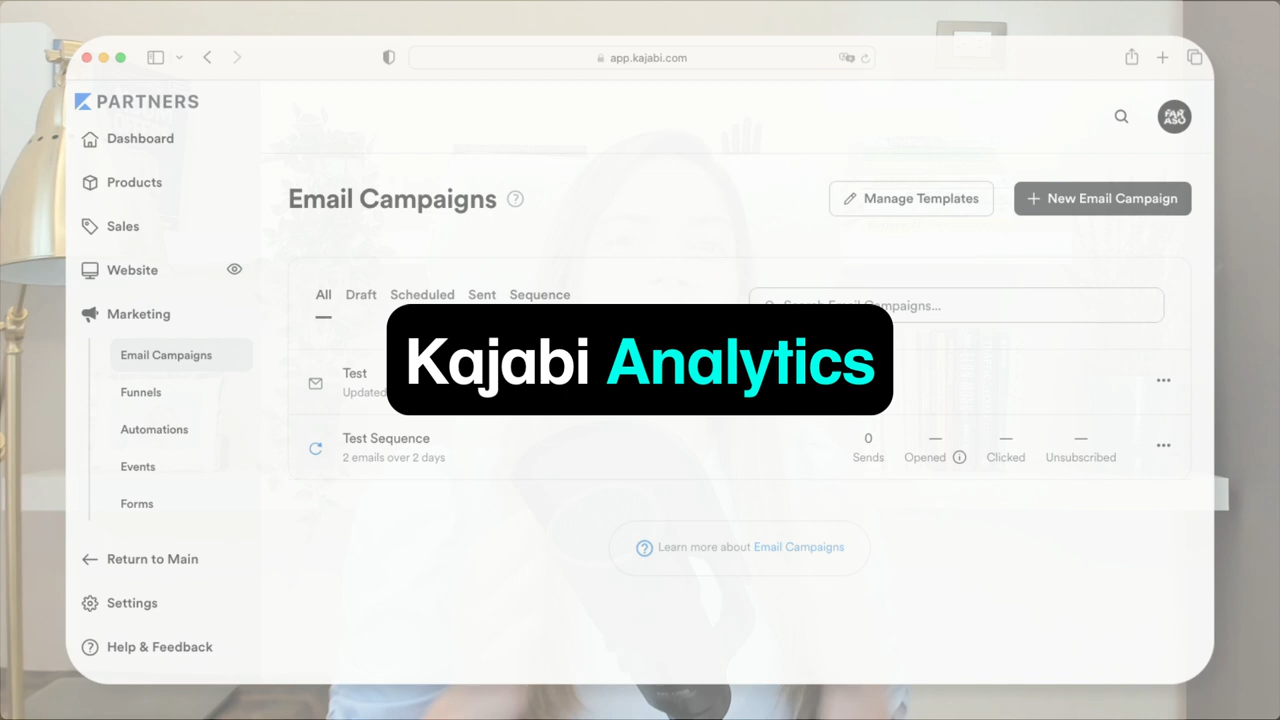 app.kajabi.com
PARTNERS
FAR
ASO
Dashboard
Products
Sales
Website
Marketing
Email Campaigns
Funnels
Automations
Events
Forms
Return to Main
Settings
Help & Feedback
Email Campaigns
Manage Templates
New Email Campaign
All Draft Scheduled Sent Sequence
Search Email Campaigns...
Kajabi Analytics
Test
Updated
Test Sequence
2 emails over 2 days
0 — — —
Sends Opened Clicked Unsubscribed
Learn more about Email Campaigns